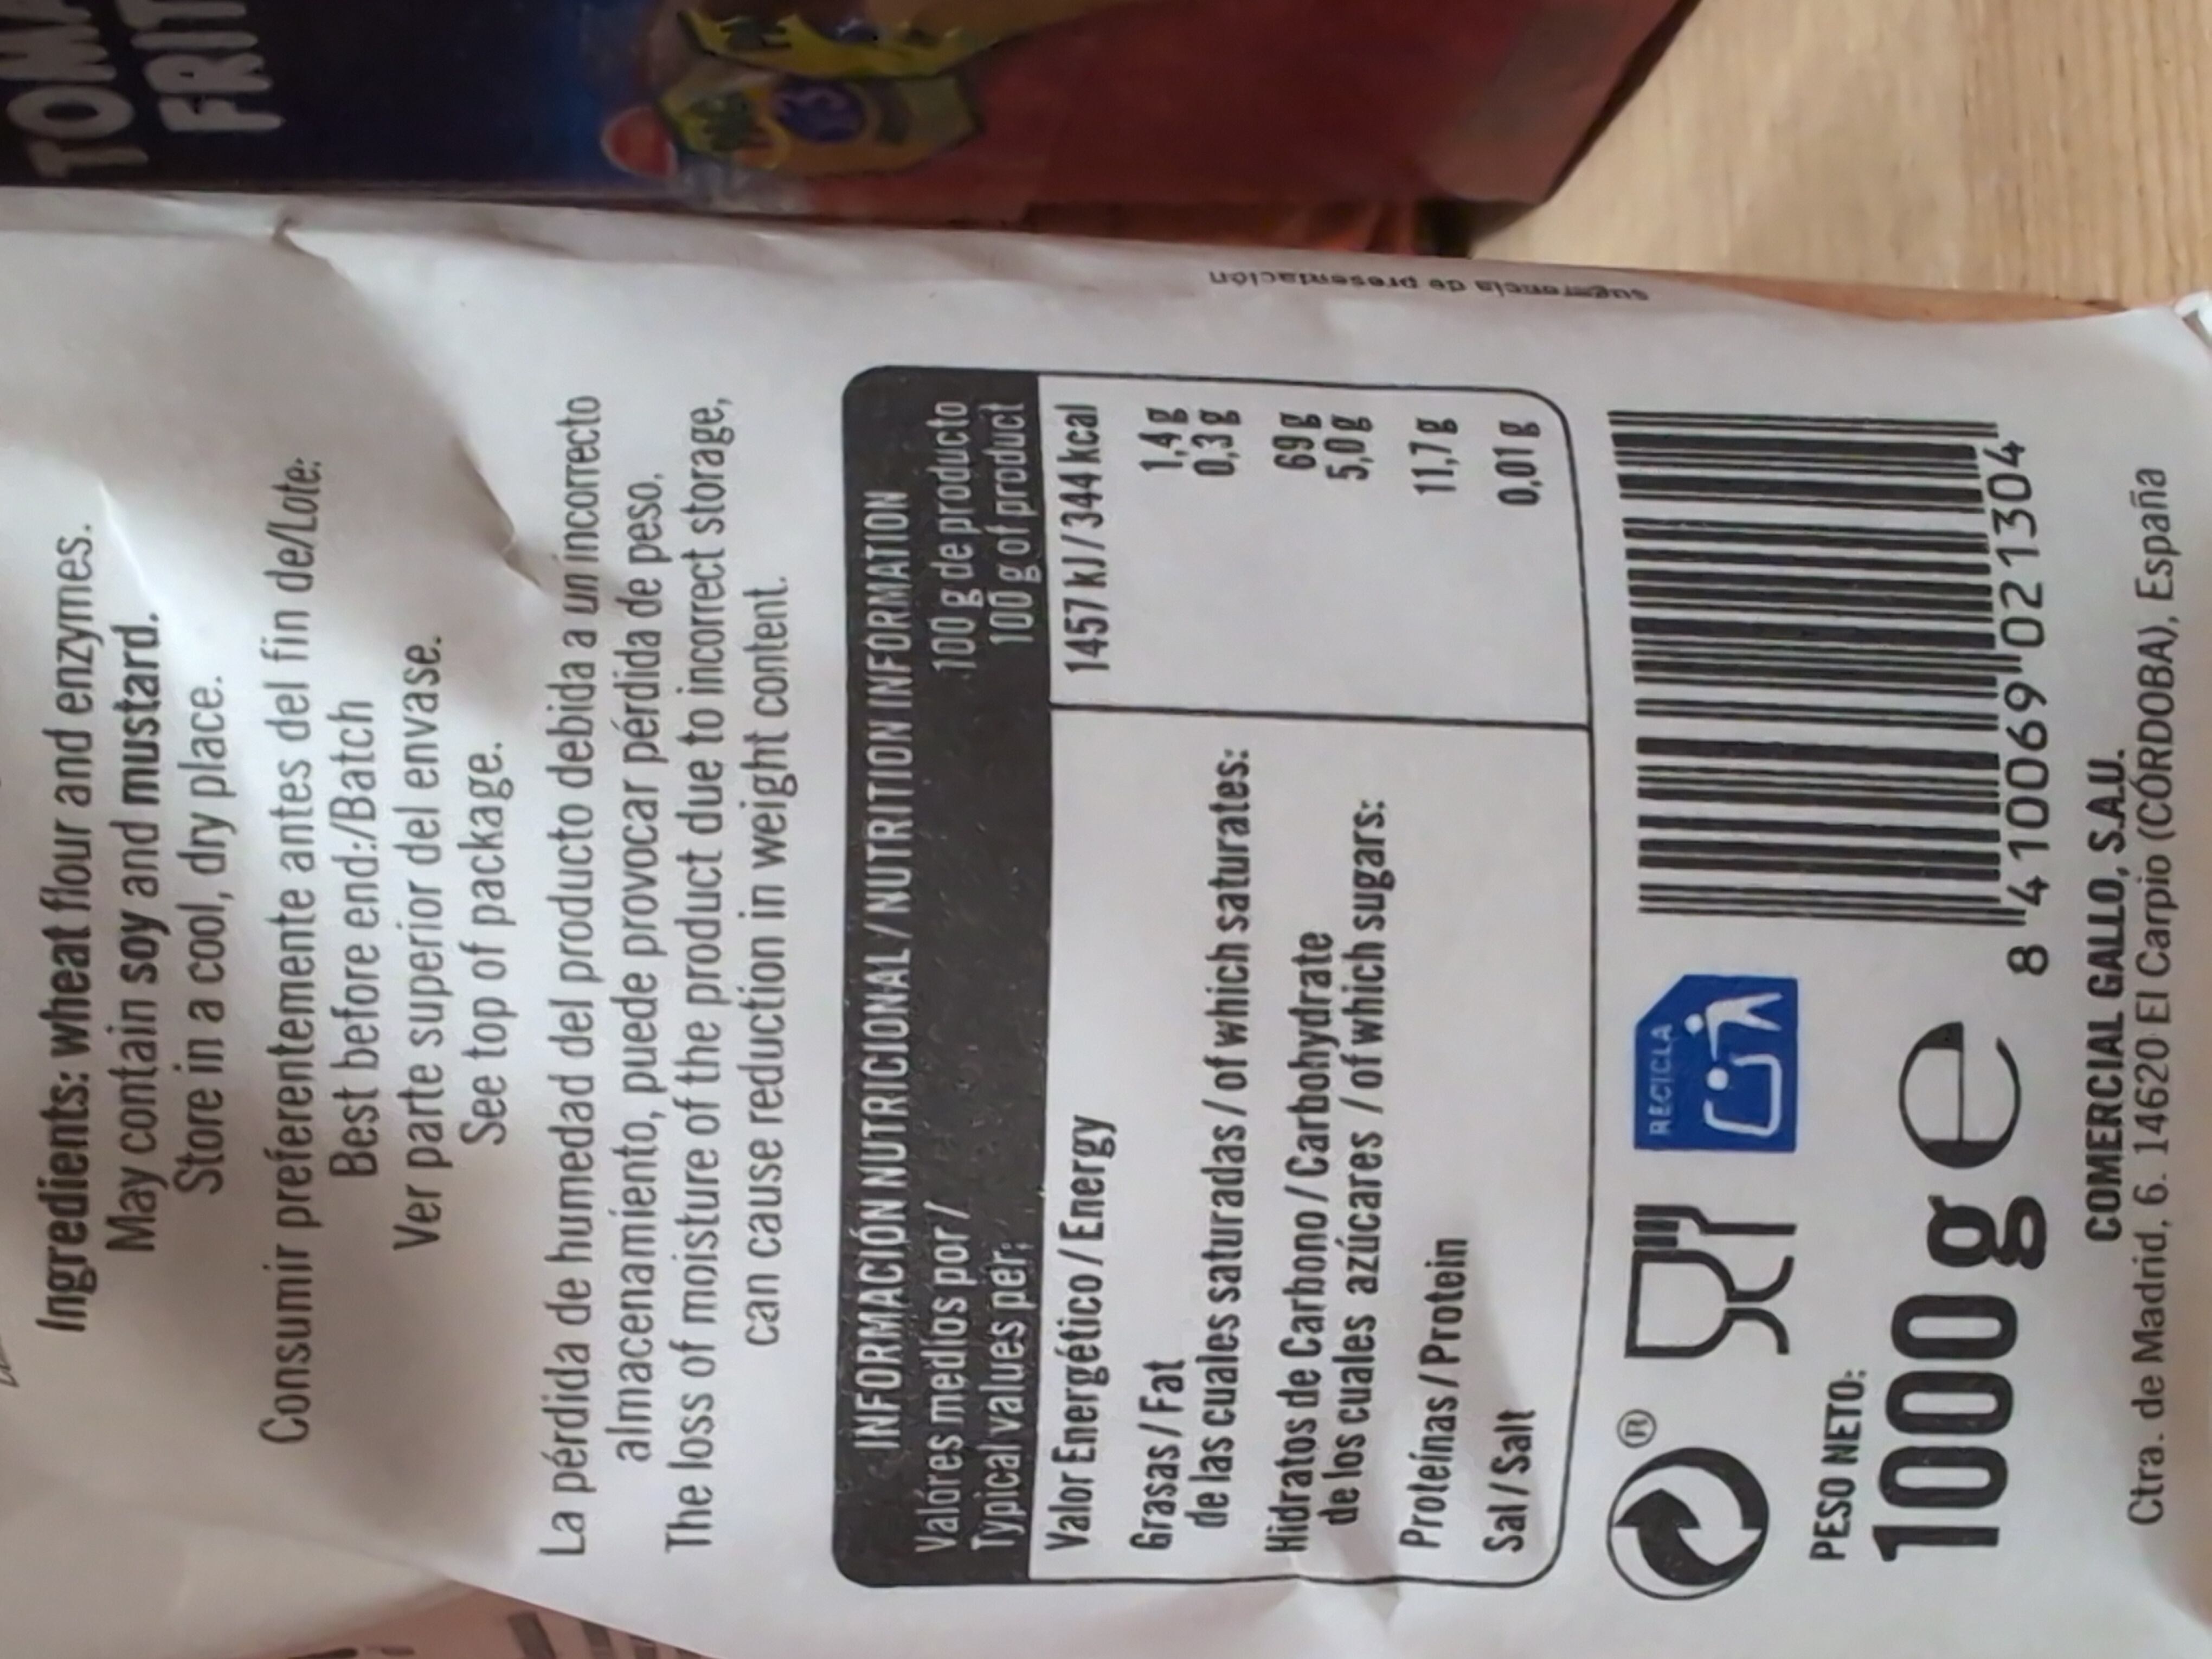 TOMA
FRIT
sugerencia de presentación
Ingredients: wheat flour and enzymes.
May contain soy and mustard.
Store in a cool, dry place.
Consumir preferentemente antes del fin de/Lote:
Best before end:/Batch
Ver parte superior del envase.
See top of package.
La pérdida de humedad del producto debida a un incorrecto
almacenamiento, puede provocar pérdida de peso.
The loss of moisture of the product due to incorrect storage,
can cause reduction in weight content.
INFORMACIÓN NUTRICIONAL / NUTRITION INFORMATION
Valores medios por / 100 g de producto
Typical values per: 100 g of product
Valor Energético / Energy 1457 kJ / 344 kcal
Grasas / Fat 1,4 g
de las cuales saturadas / of which saturates: 0,3 g
Hidratos de Carbono / Carbohydrate 69 g
de los cuales azúcares / of which sugars: 5,0 g
Proteínas / Protein 11,7 g
Sal / Salt 0,01 g
®
RECICLA
PESO NETO:
1000 g e
8 410069 021304
COMERCIAL GALLO, S.A.U.
Ctra. de Madrid, 6. 14620 El Carpio (CÓRDOBA), España